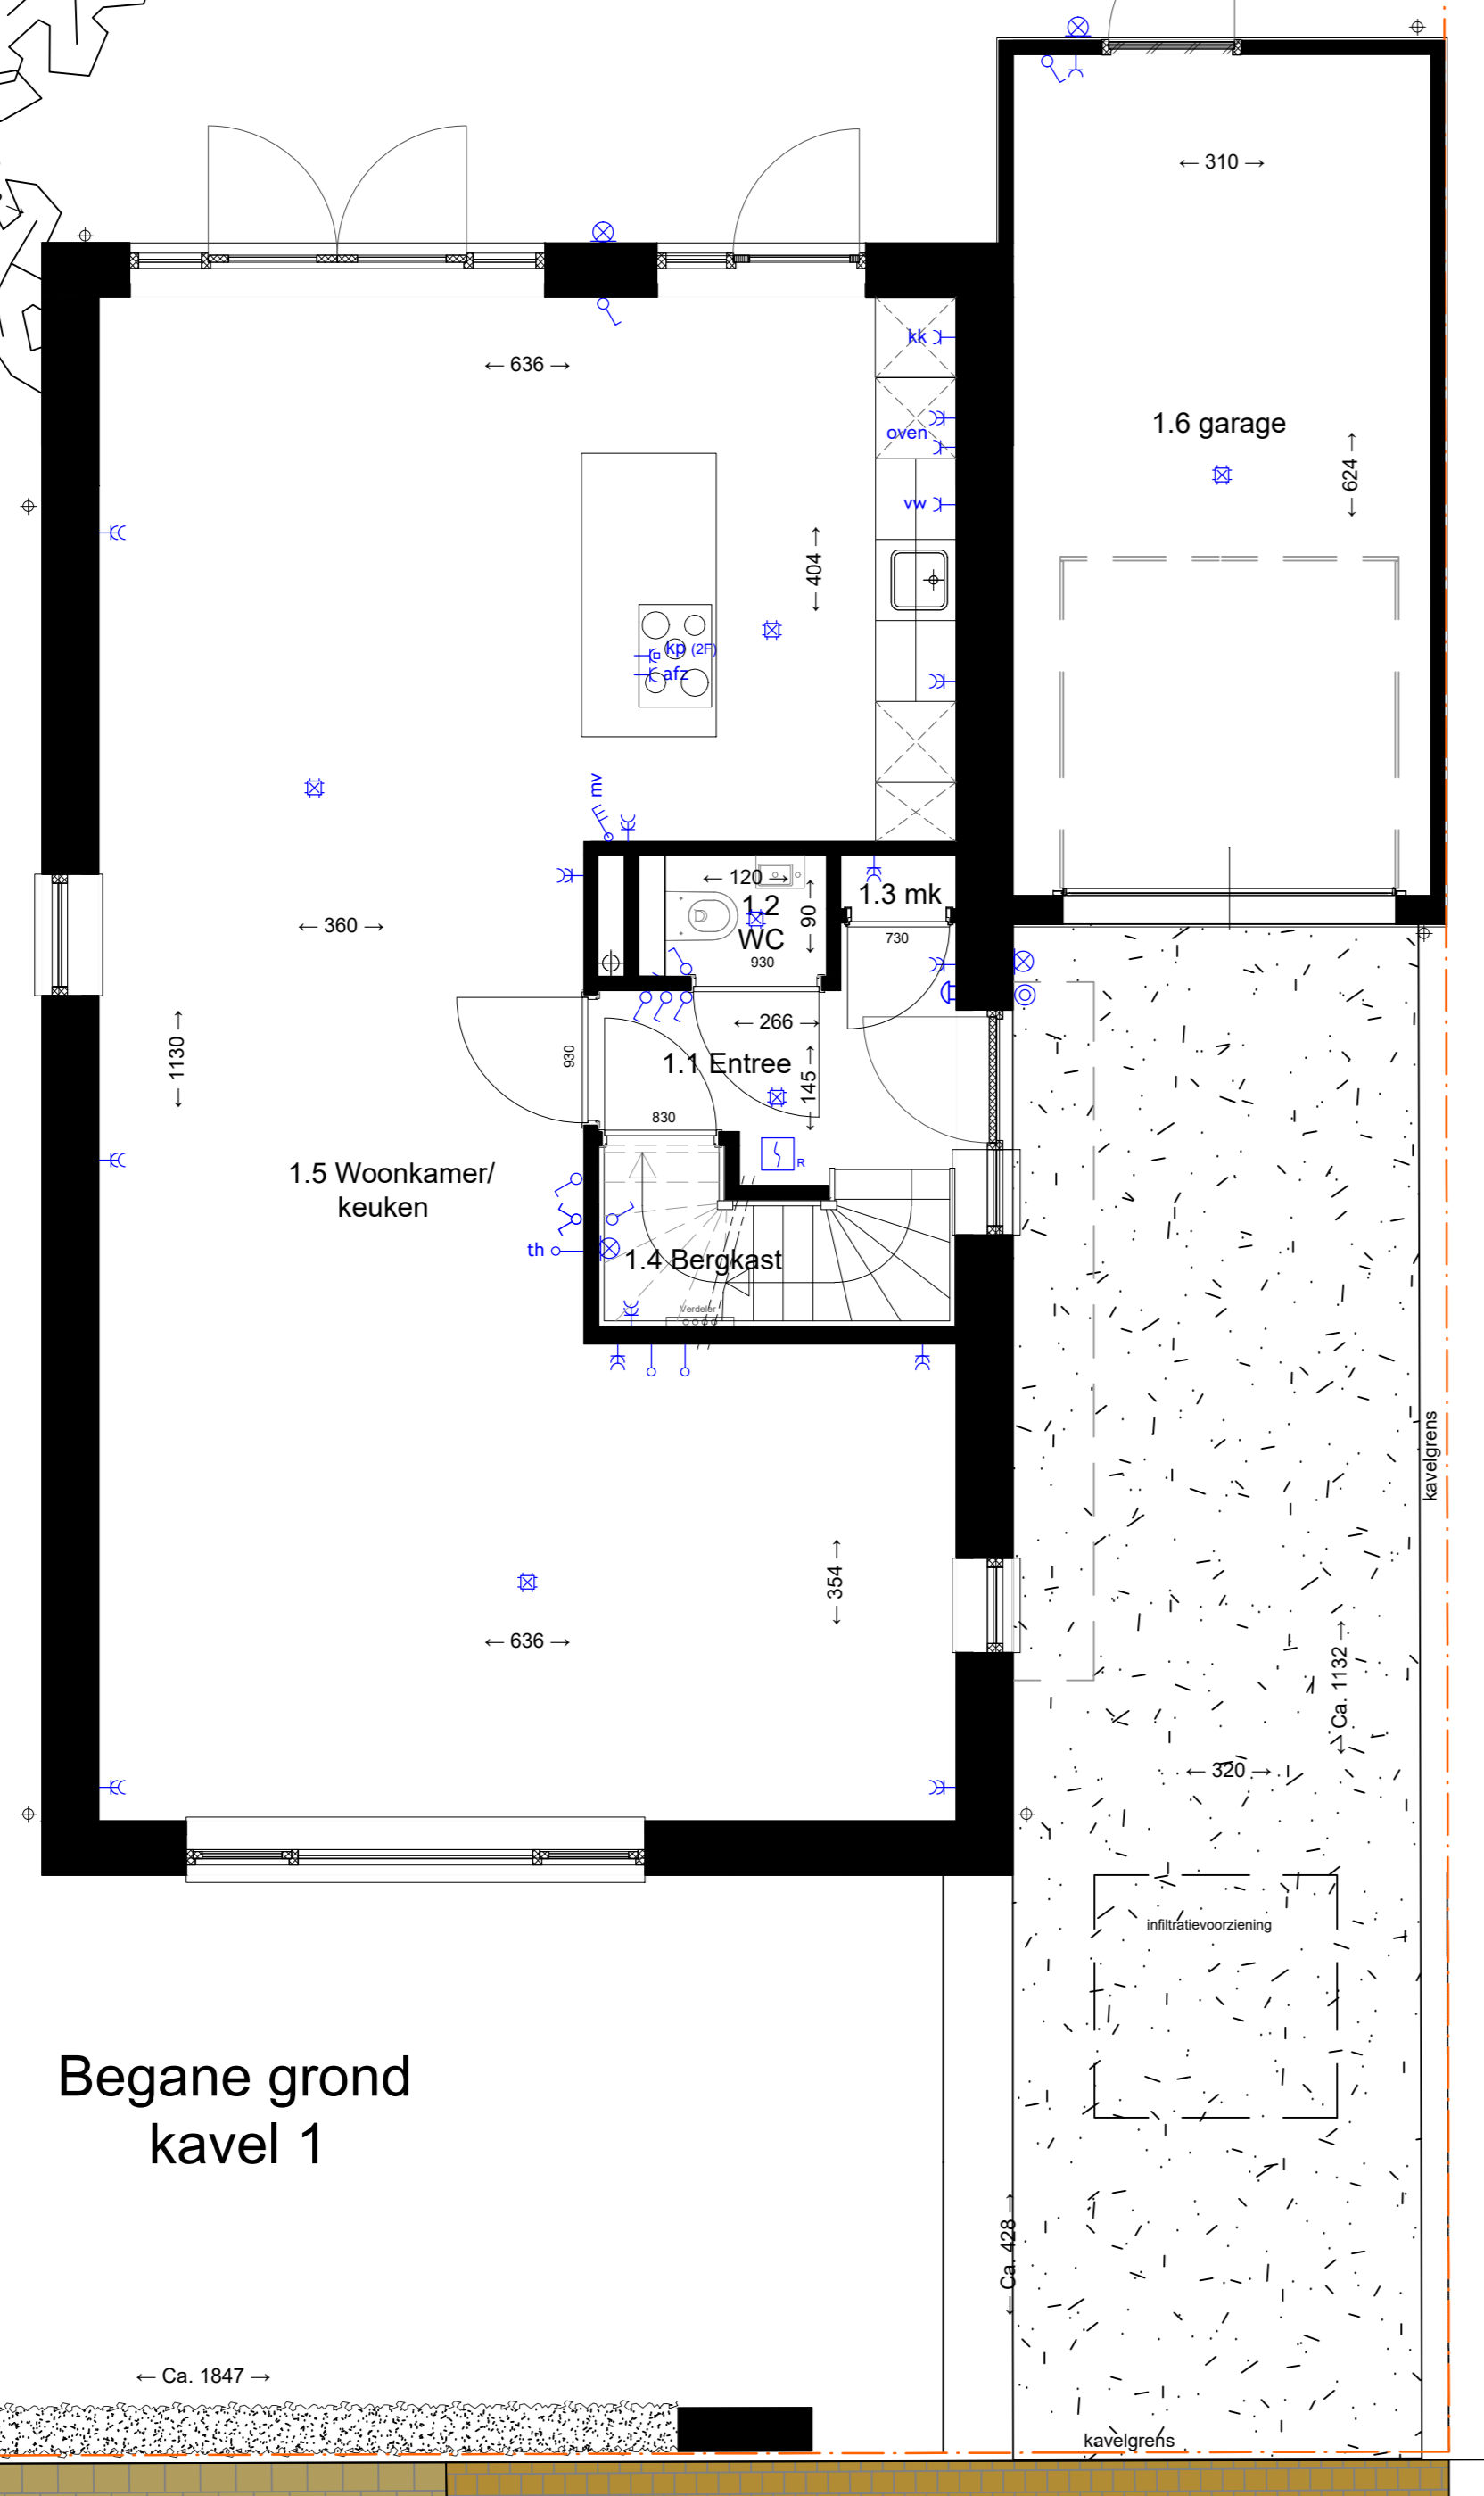 ← 310 →
kk
← 636 →
oven
1.6 garage
← 624 →
vw
← 404 →
kp (2F)
afz
mv
← 120 →
1.2
WC
930
← 90 →
1.3 mk
730
← 360 →
← 266 →
1.1 Entree
930
← 145 →
← 1130 →
830
R
1.5 Woonkamer/
keuken
th
1.4 Bergkast
Verdeler
kavelgrens
← 354 →
← 636 →
← Ca. 1132 →
← 320 →
infiltratievoorziening
Begane grond
kavel 1
← Ca. 428 →
← Ca. 1847 →
kavelgrens